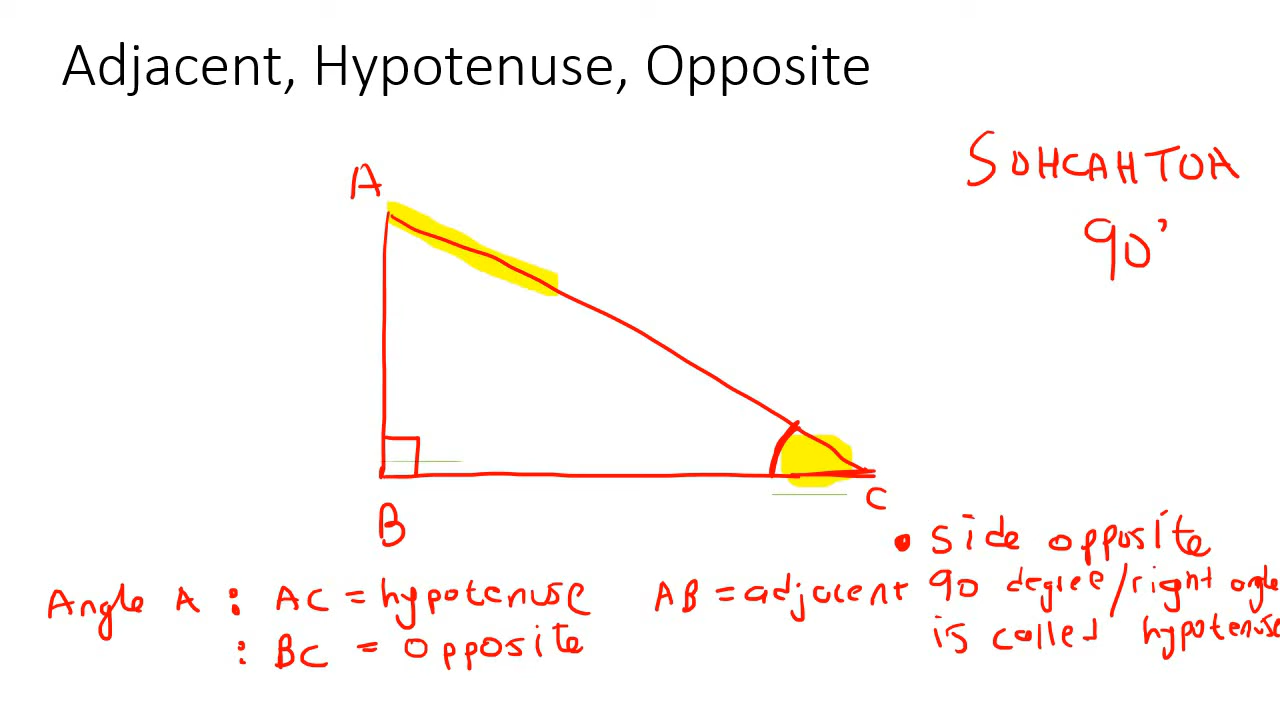 Adjacent, Hypotenuse, Opposite
SOHCAHTOA
90°
A
B
C
• side opposite
90 degree/right angle
is called hypotenuse
Angle A : AC = hypotenuse AB = adjacent
: BC = opposite